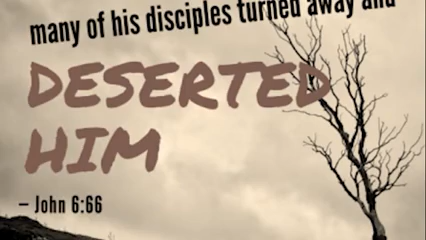 many of his disciples turned away and
DESERTED
HIM
– John 6:66